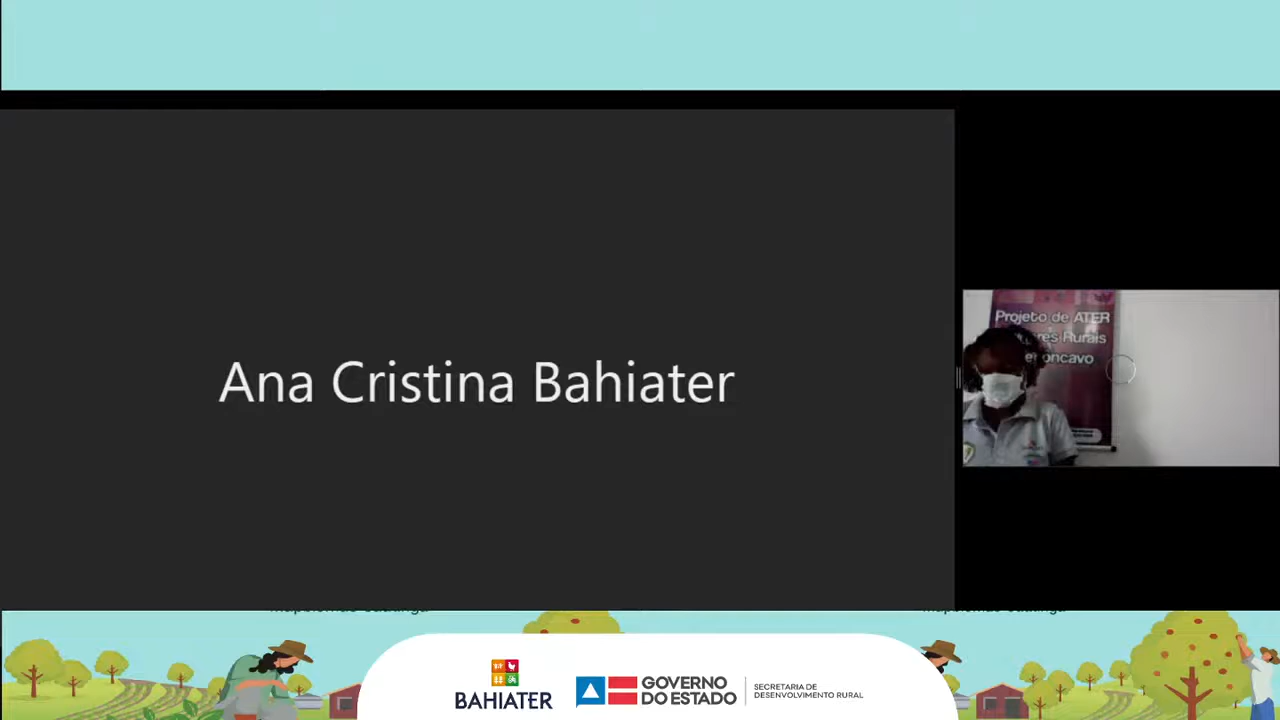 Ana Cristina Bahiater
Projeto de ATER
Rurais
BAHIATER
GOVERNO
DO ESTADO
SECRETARIA DE
DESENVOLVIMENTO RURAL